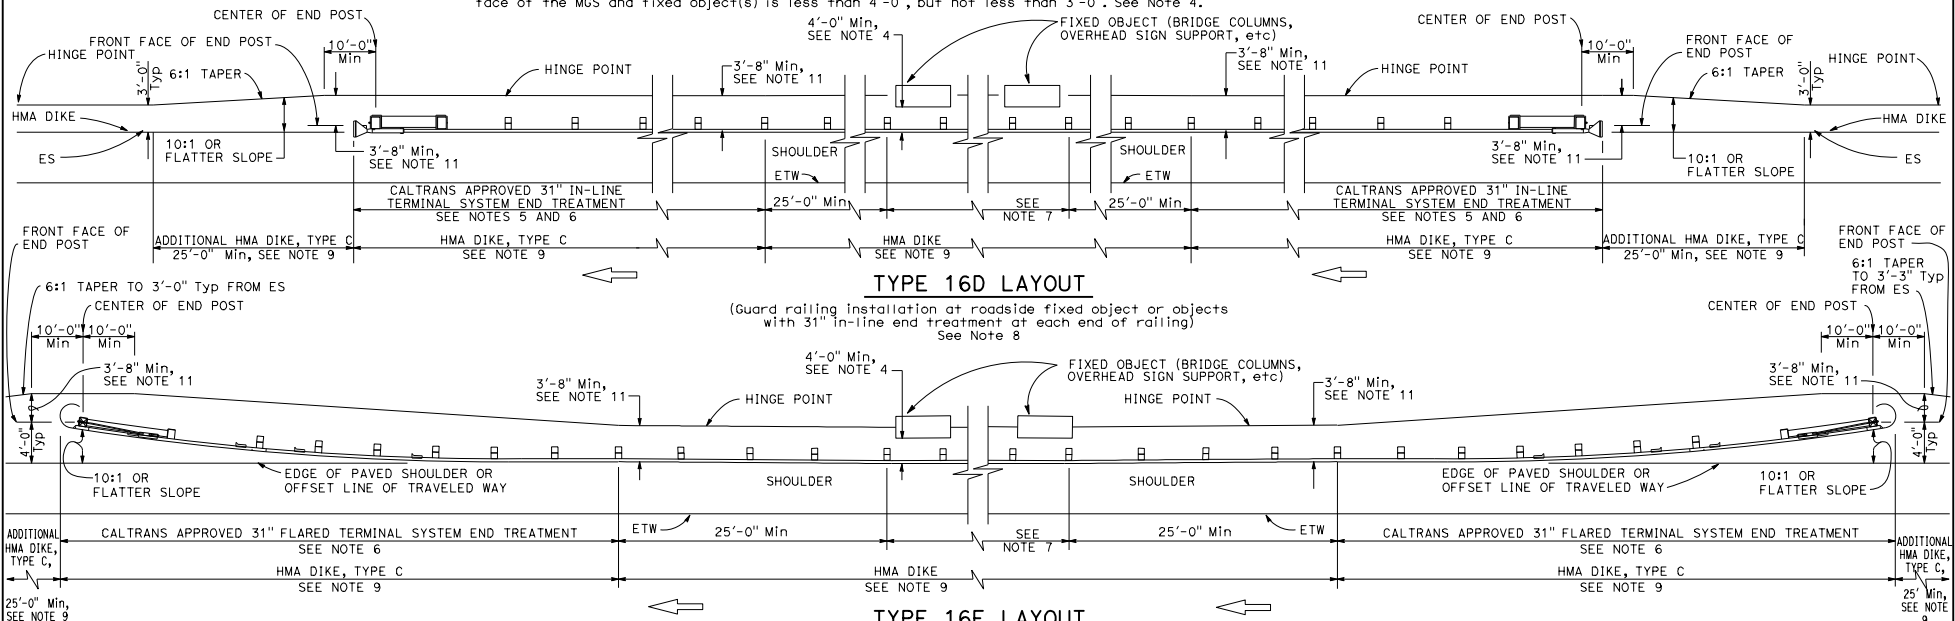 face of the MGS and fixed object(s) is less than 4'-0", but not less than 3'-0". See Note 4.
CENTER OF END POST
FRONT FACE OF END POST
HINGE POINT
10'-0"
Min
3'-0"
Typ
6:1 TAPER
HINGE POINT
3'-8" Min,
SEE NOTE 11
4'-0" Min,
SEE NOTE 4
FIXED OBJECT (BRIDGE COLUMNS,
OVERHEAD SIGN SUPPORT, etc)
3'-8" Min,
SEE NOTE 11
HINGE POINT
CENTER OF END POST
10'-0"
Min
FRONT FACE OF
END POST
6:1 TAPER
3'-0"
Typ
HINGE POINT
HMA DIKE
ES
10:1 OR
FLATTER SLOPE
3'-8" Min,
SEE NOTE 11
SHOULDER
ETW
SHOULDER
ETW
3'-8" Min,
SEE NOTE 11
10:1 OR
FLATTER SLOPE
HMA DIKE
ES
CALTRANS APPROVED 31" IN-LINE
TERMINAL SYSTEM END TREATMENT
SEE NOTES 5 AND 6
25'-0" Min
SEE
NOTE 7
25'-0" Min
CALTRANS APPROVED 31" IN-LINE
TERMINAL SYSTEM END TREATMENT
SEE NOTES 5 AND 6
ADDITIONAL HMA DIKE, TYPE C
25'-0" Min, SEE NOTE 9
HMA DIKE, TYPE C
SEE NOTE 9
HMA DIKE
SEE NOTE 9
HMA DIKE, TYPE C
SEE NOTE 9
ADDITIONAL HMA DIKE, TYPE C
25'-0" Min, SEE NOTE 9
TYPE 16D LAYOUT
(Guard railing installation at roadside fixed object or objects
with 31" in-line end treatment at each end of railing)
See Note 8
FRONT FACE OF
END POST
6:1 TAPER TO 3'-0" Typ FROM ES
CENTER OF END POST
10'-0"
Min
10'-0"
Min
3'-8" Min,
SEE NOTE 11
4'-0"
Typ
10:1 OR
FLATTER SLOPE
EDGE OF PAVED SHOULDER OR
OFFSET LINE OF TRAVELED WAY
3'-8" Min,
SEE NOTE 11
HINGE POINT
4'-0" Min,
SEE NOTE 4
FIXED OBJECT (BRIDGE COLUMNS,
OVERHEAD SIGN SUPPORT, etc)
HINGE POINT
3'-8" Min,
SEE NOTE 11
FRONT FACE OF
END POST
6:1 TAPER
TO 3'-3" Typ
FROM ES
CENTER OF END POST
10'-0"
Min
10'-0"
Min
3'-8" Min,
SEE NOTE 11
4'-0"
Typ
EDGE OF PAVED SHOULDER OR
OFFSET LINE OF TRAVELED WAY
10:1 OR
FLATTER SLOPE
SHOULDER
SHOULDER
ETW
ETW
ADDITIONAL
HMA DIKE,
TYPE C,
25'-0" Min,
SEE NOTE 9
CALTRANS APPROVED 31" FLARED TERMINAL SYSTEM END TREATMENT
SEE NOTE 6
25'-0" Min
SEE
NOTE 7
25'-0" Min
CALTRANS APPROVED 31" FLARED TERMINAL SYSTEM END TREATMENT
SEE NOTE 6
HMA DIKE, TYPE C
SEE NOTE 9
HMA DIKE
SEE NOTE 9
HMA DIKE, TYPE C
SEE NOTE 9
ADDITIONAL
HMA DIKE,
TYPE C,
25' Min,
SEE NOTE
9
TYPE 16E LAYOUT